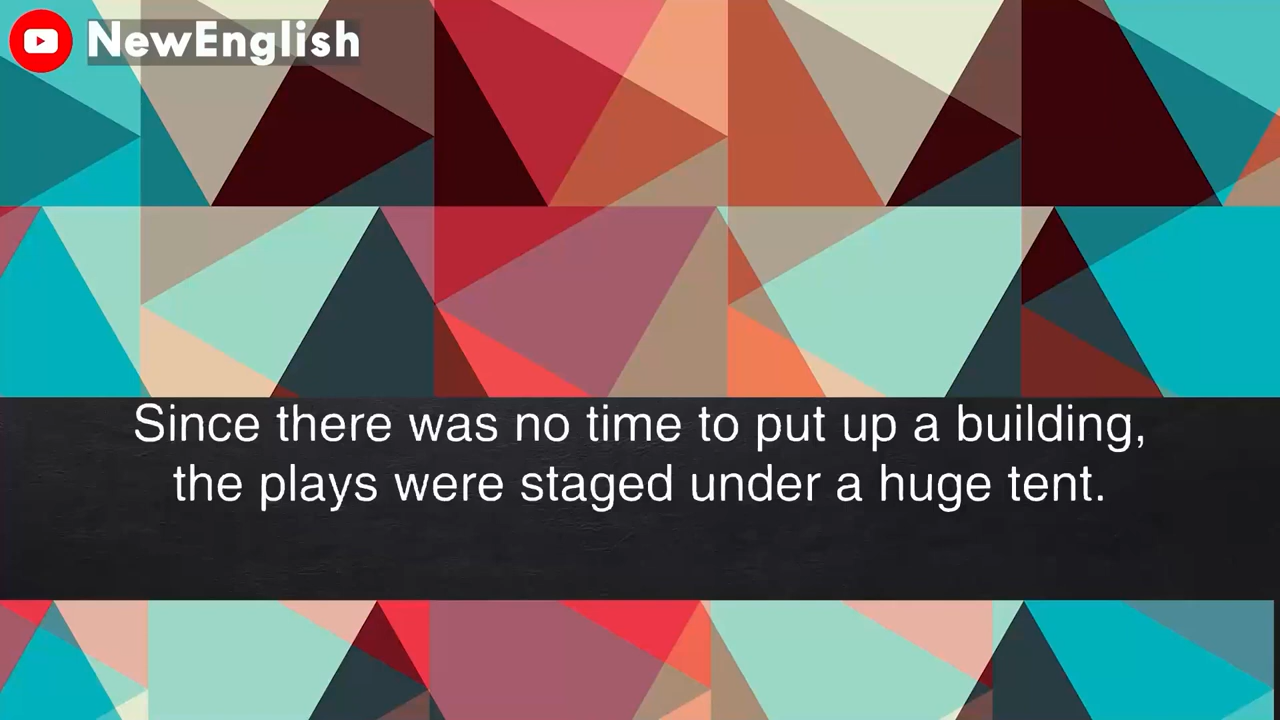 NewEnglish
Since there was no time to put up a building,
the plays were staged under a huge tent.